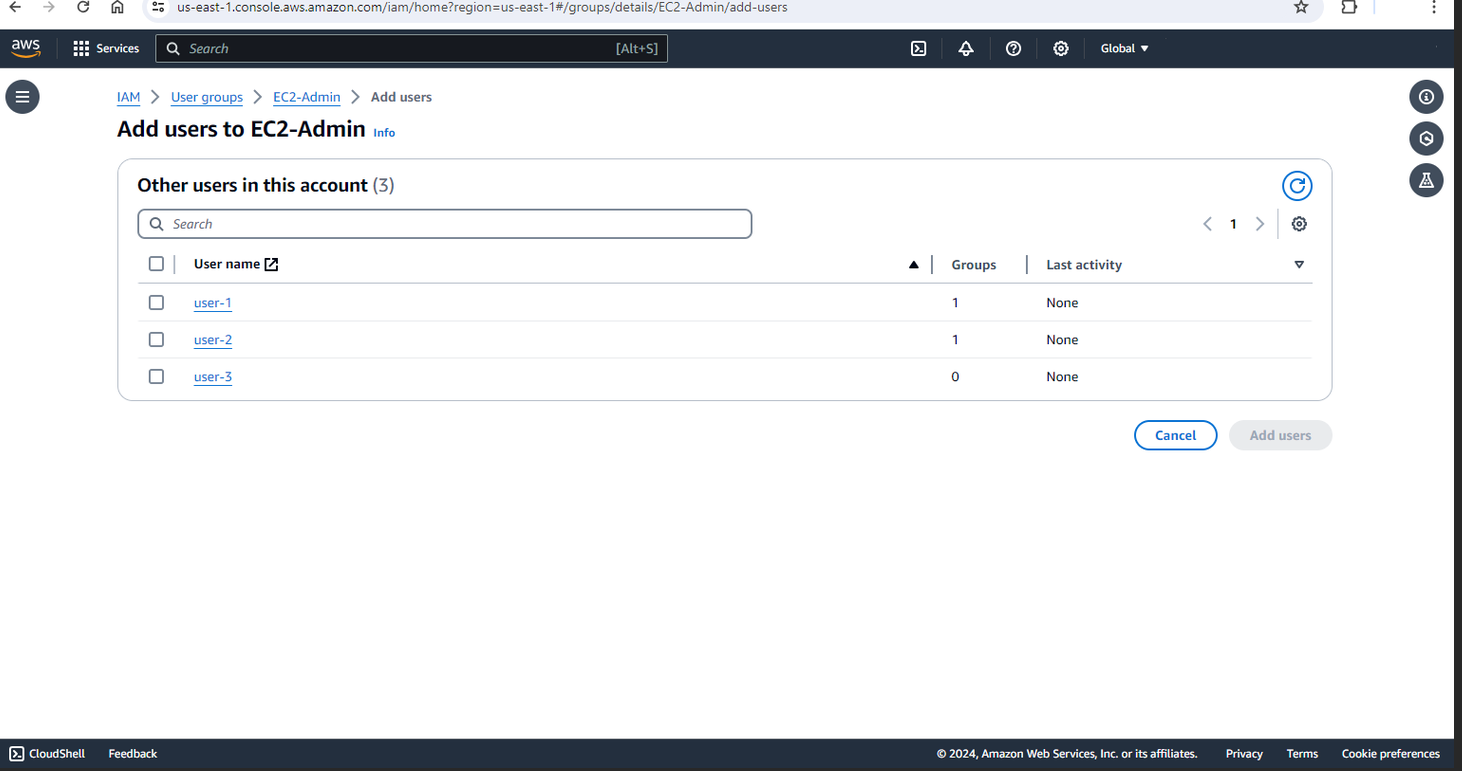 us-east-1.console.aws.amazon.com/iam/home?region=us-east-1#/groups/details/EC2-Admin/add-users
aws Services Search [Alt+S] Global
IAM User groups EC2-Admin Add users
Add users to EC2-Admin Info
Other users in this account (3)
Search 1
User name Groups Last activity
user-1 1 None
user-2 1 None
user-3 0 None
Cancel Add users
CloudShell Feedback © 2024, Amazon Web Services, Inc. or its affiliates. Privacy Terms Cookie preferences